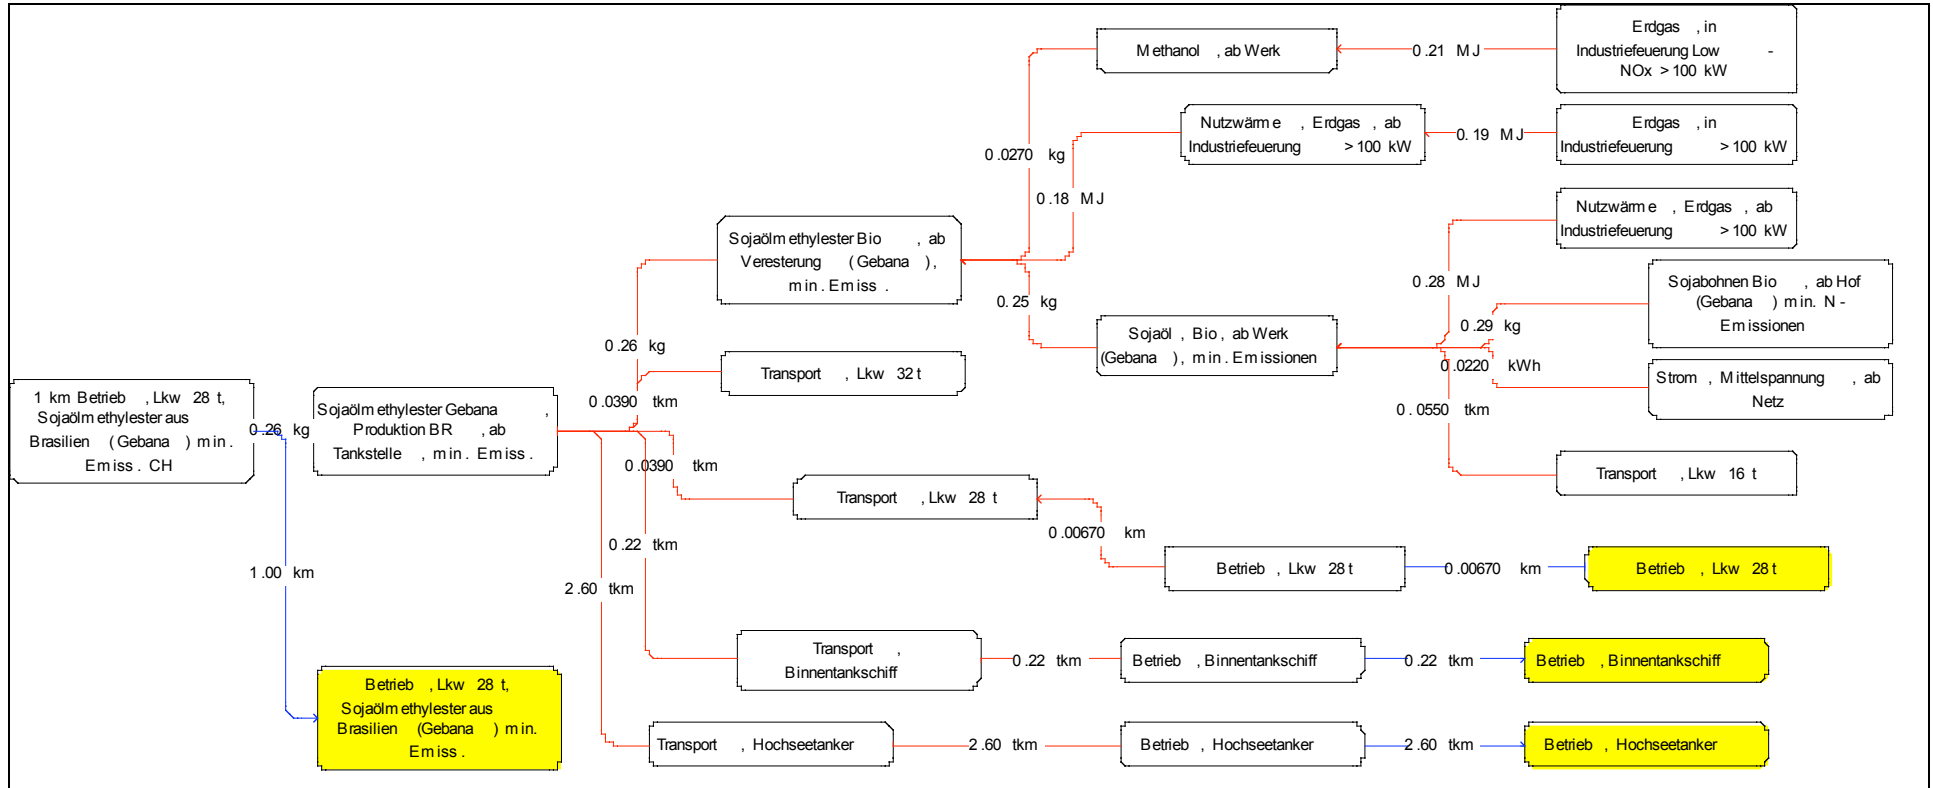 Methanol , ab Werk
0.21 MJ
Erdgas , in
Industriefeuerung Low -
NOx > 100 kW
Nutzwärme , Erdgas , ab
Industriefeuerung > 100 kW
0.19 MJ
Erdgas , in
Industriefeuerung > 100 kW
0.0270 kg
0.18 MJ
Nutzwärme , Erdgas , ab
Industriefeuerung > 100 kW
Sojaölmethylester Bio , ab
Veresterung (Gebana ) ,
min. Emiss .
0.25 kg
0.28 MJ
Sojabohnen Bio , ab Hof
(Gebana ) min. N -
Emissionen
0.29 kg
Sojaöl , Bio , ab Werk
(Gebana ) , min. Emissionen
0.0220 kWh
Strom , Mittelspannung , ab
Netz
0.0550 tkm
Transport , Lkw 16 t
0.26 kg
Transport , Lkw 32 t
0.0390 tkm
1 km Betrieb , Lkw 28 t,
Sojaölmethylester aus
Brasilien (Gebana ) min.
Emiss . CH
0.26 kg
Sojaölmethylester Gebana ,
Produktion BR , ab
Tankstelle , min. Emiss .
0.0390 tkm
Transport , Lkw 28 t
0.00670 km
Betrieb , Lkw 28 t
0.00670 km
Betrieb , Lkw 28 t
0.22 tkm
1.00 km
2.60 tkm
Transport ,
Binnentankschiff
0.22 tkm
Betrieb , Binnentankschiff
0.22 tkm
Betrieb , Binnentankschiff
Betrieb , Lkw 28 t,
Sojaölmethylester aus
Brasilien (Gebana ) min.
Emiss .
Transport , Hochseetanker
2.60 tkm
Betrieb , Hochseetanker
2.60 tkm
Betrieb , Hochseetanker